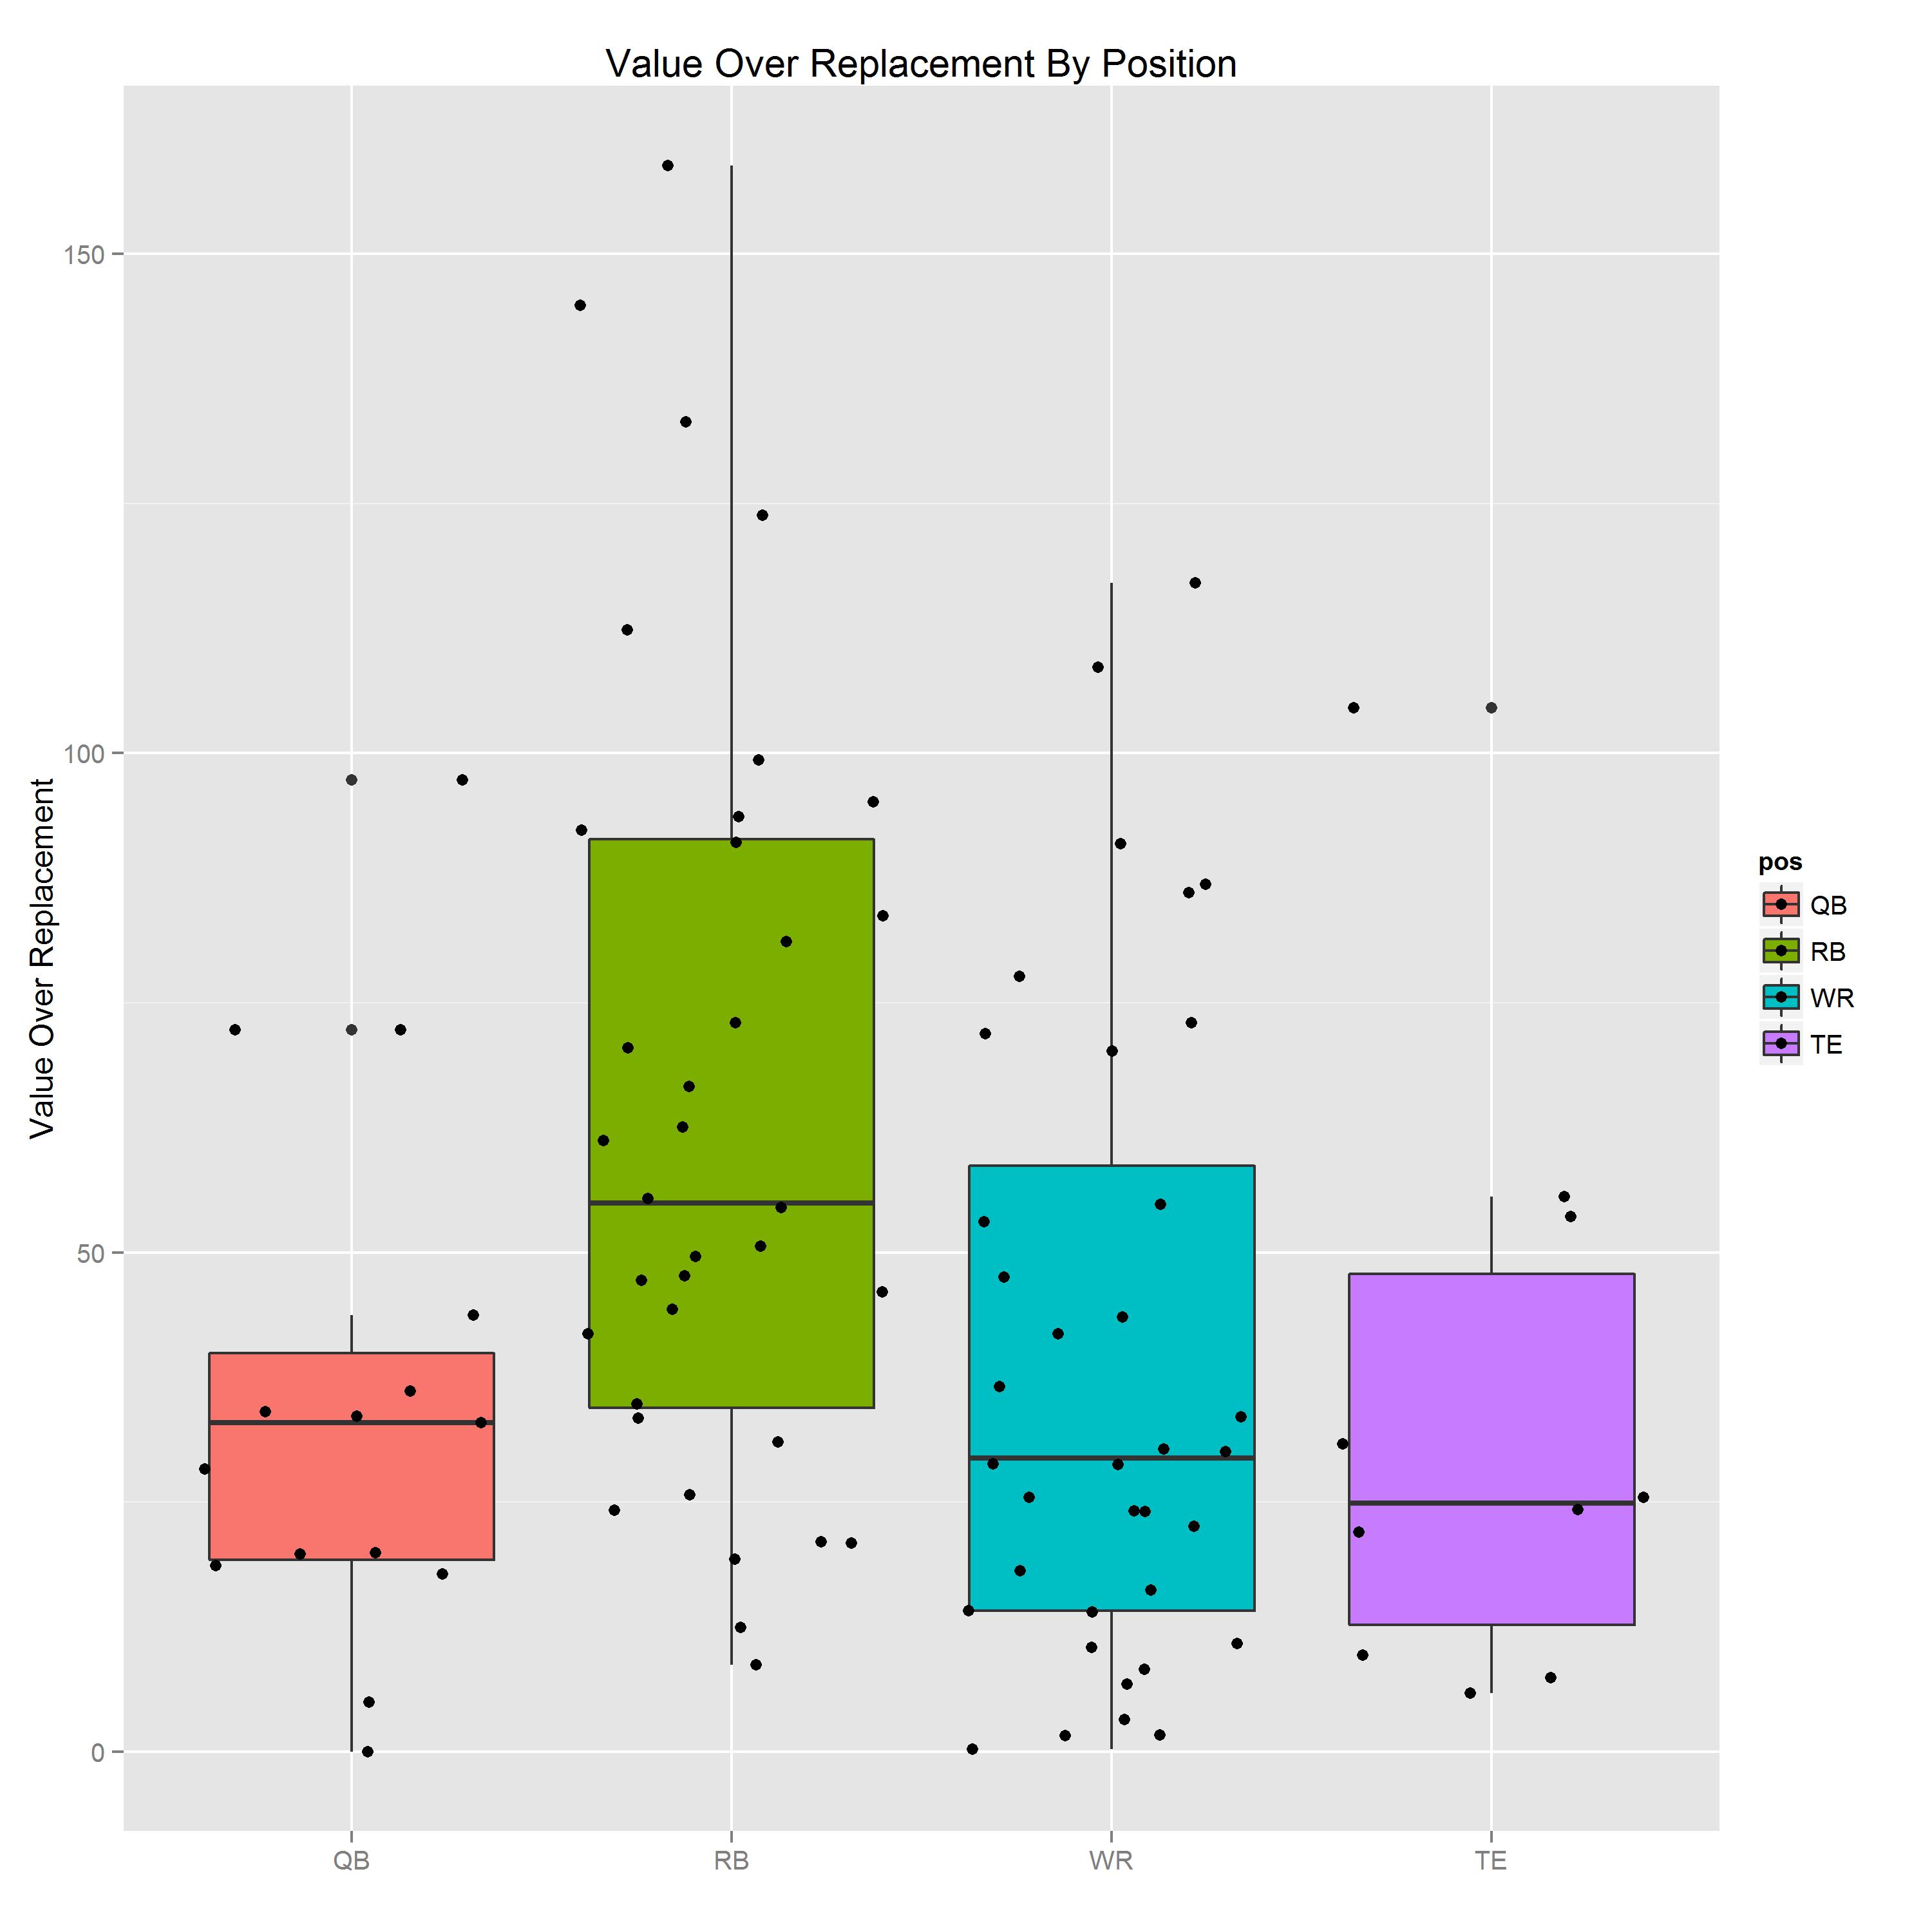 Value Over Replacement By Position
Value Over Replacement
150
100
50
0
QB
RB
WR
TE
pos
QB
RB
WR
TE